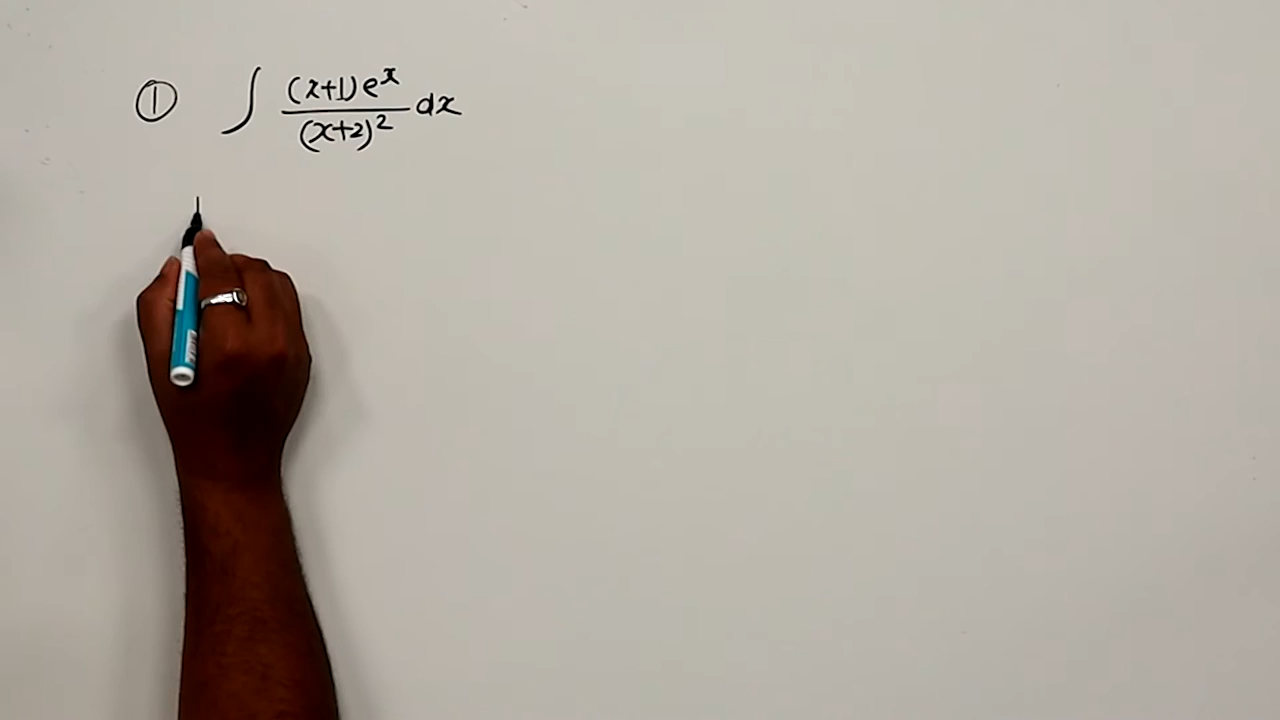 ① ∫ (x+1)e^x / (x+2)^2 dx